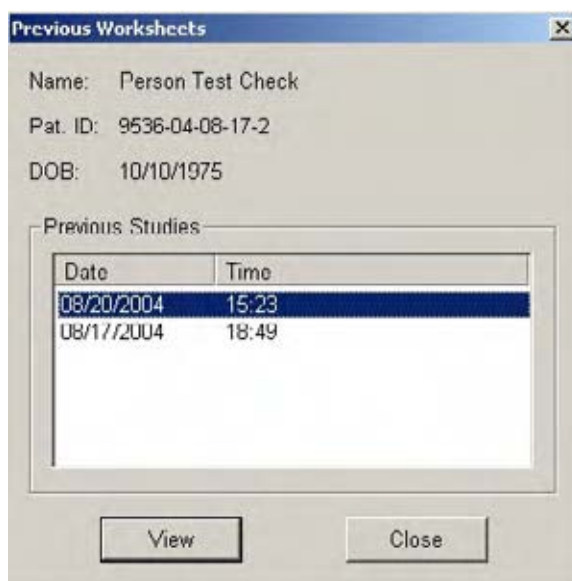 Previous Worksheets
Name: Person Test Check
Pat. ID: 9536-04-08-17-2
DOB: 10/10/1975
Previous Studies
Date Time
08/20/2004 15:23
08/17/2004 18:49
View Close